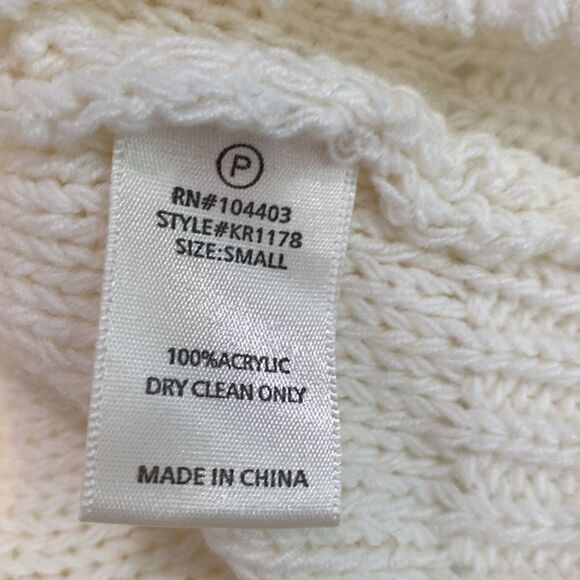 P
RN#104403
STYLE#KR1178
SIZE:SMALL
100%ACRYLIC
DRY CLEAN ONLY
MADE IN CHINA